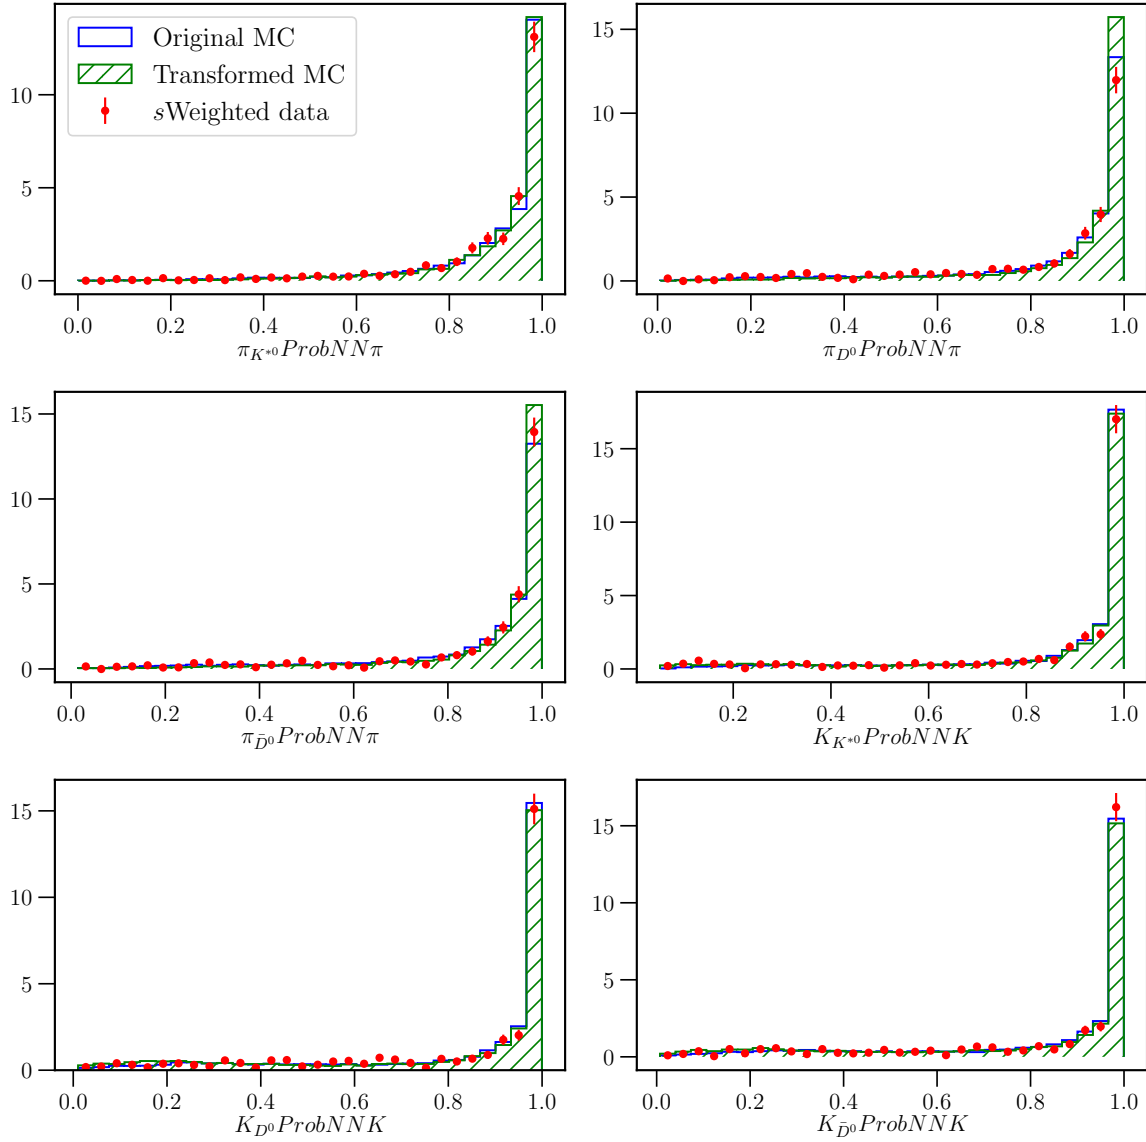 Original MC
Transformed MC
sWeighted data
10
5
0
0.0 0.2 0.4 0.6 0.8 1.0
π_{K*0}ProbNNπ
15
10
5
0
0.0 0.2 0.4 0.6 0.8 1.0
π_{D^0}ProbNNπ
15
10
5
0
0.0 0.2 0.4 0.6 0.8 1.0
π_{D̄^0}ProbNNπ
15
10
5
0
0.2 0.4 0.6 0.8 1.0
K_{K*0}ProbNNK
15
10
5
0
0.0 0.2 0.4 0.6 0.8 1.0
K_{D^0}ProbNNK
15
10
5
0
0.0 0.2 0.4 0.6 0.8 1.0
K_{D̄^0}ProbNNK